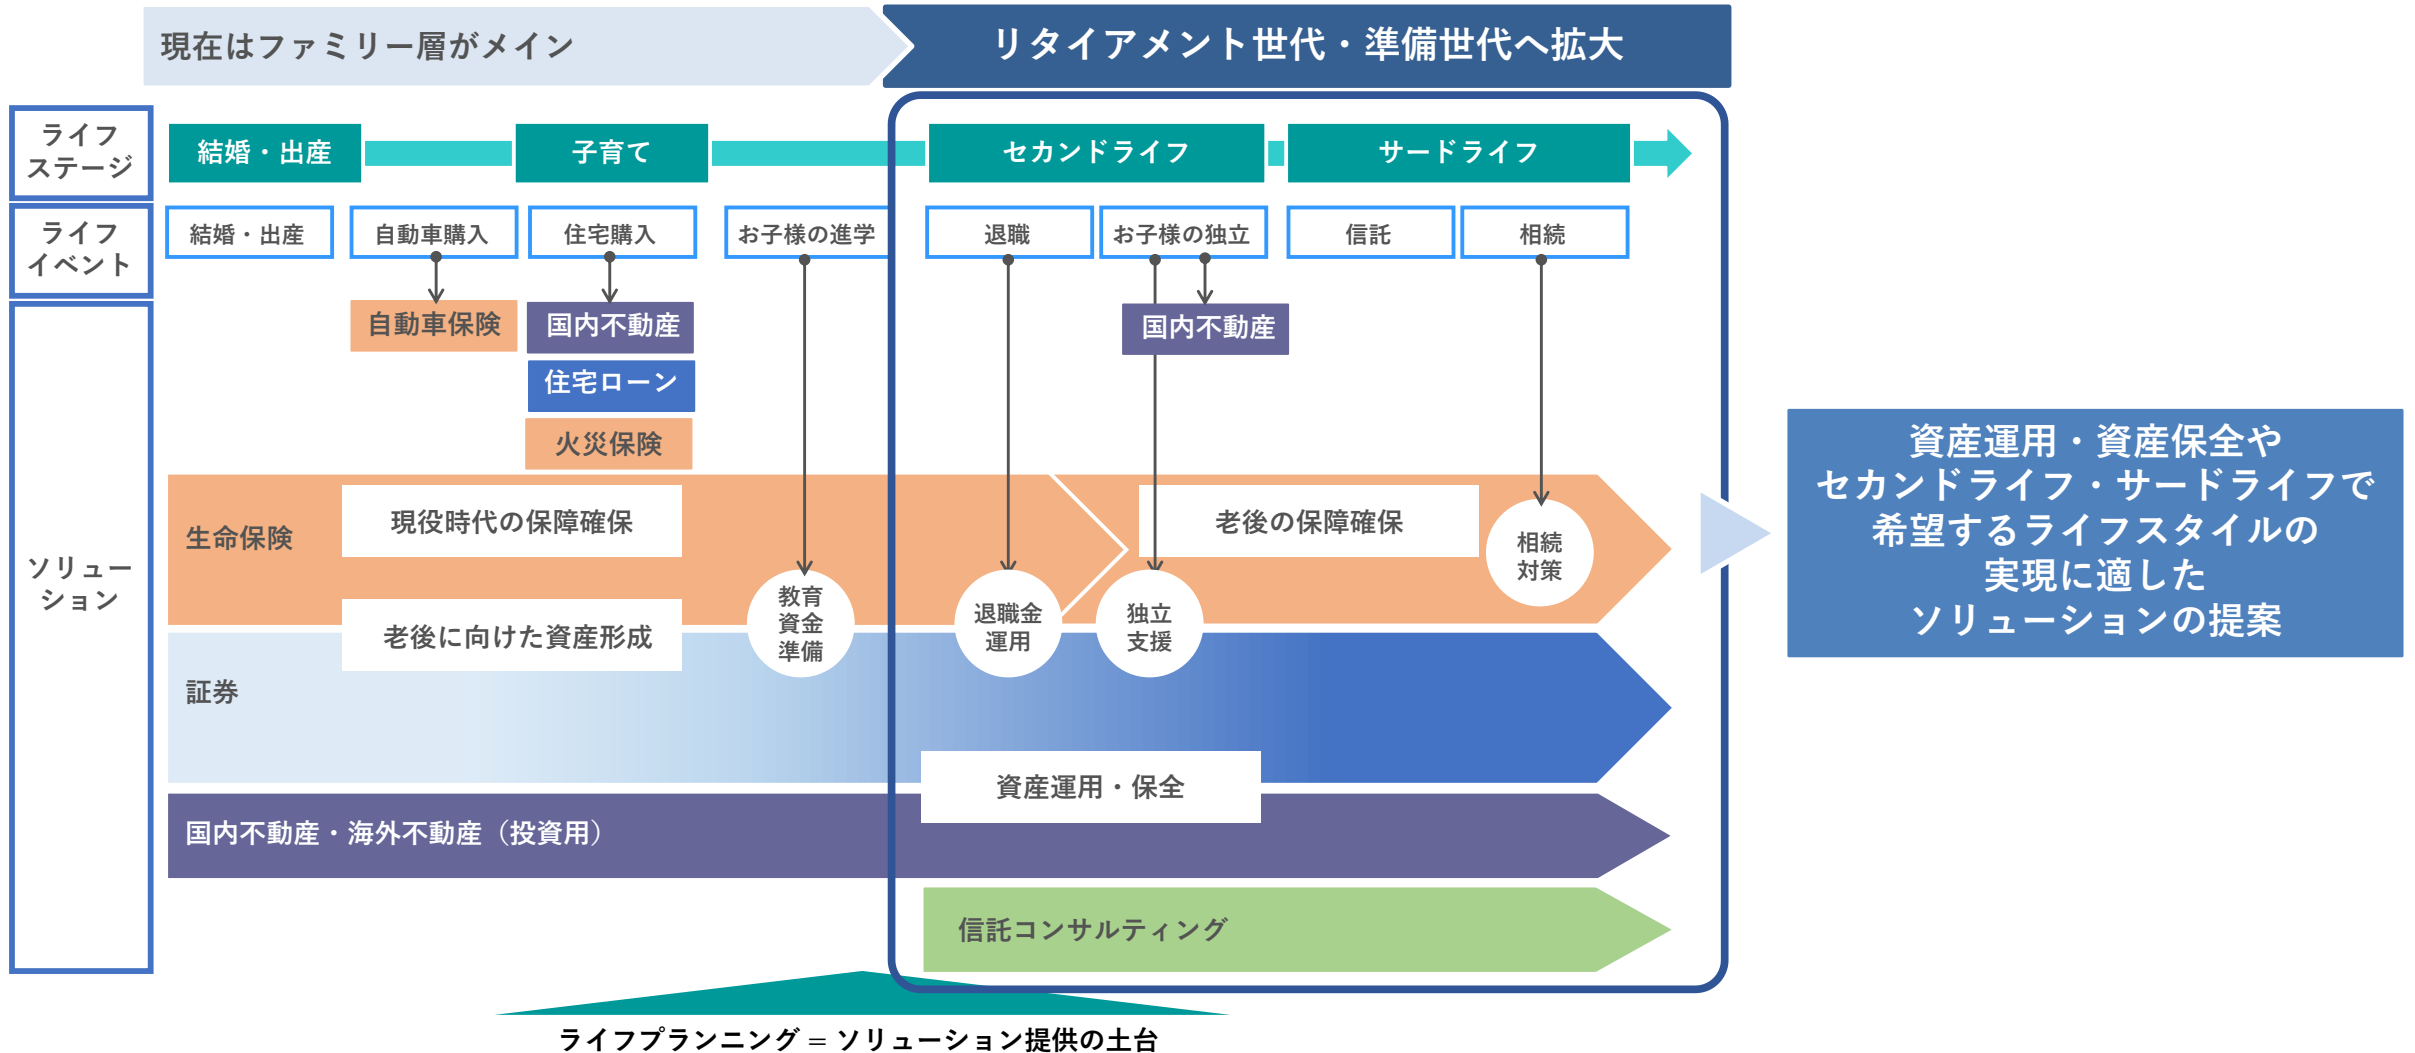 現在はファミリー層がメイン
リタイアメント世代・準備世代へ拡大
ライフ
ステージ
結婚・出産
子育て
セカンドライフ
サードライフ
ライフ
イベント
結婚・出産
自動車購入
住宅購入
お子様の進学
退職
お子様の独立
信託
相続
ソリュー
ション
自動車保険
国内不動産
住宅ローン
火災保険
国内不動産
生命保険
現役時代の保障確保
老後の保障確保
相続
対策
老後に向けた資産形成
教育
資金
準備
退職金
運用
独立
支援
証券
資産運用・保全
国内不動産・海外不動産（投資用）
信託コンサルティング
資産運用・資産保全や
セカンドライフ・サードライフで
希望するライフスタイルの
実現に適した
ソリューションの提案
ライフプランニング = ソリューション提供の土台